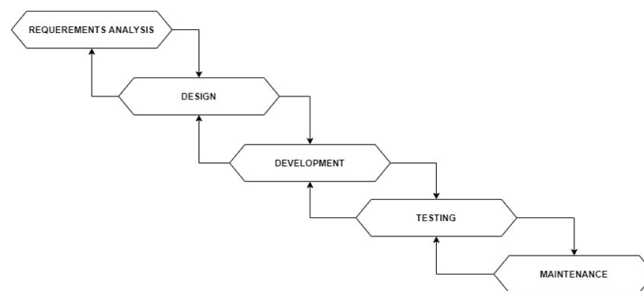 REQUEREMENTS ANALYSIS
DESIGN
DEVELOPMENT
TESTING
MAINTENANCE